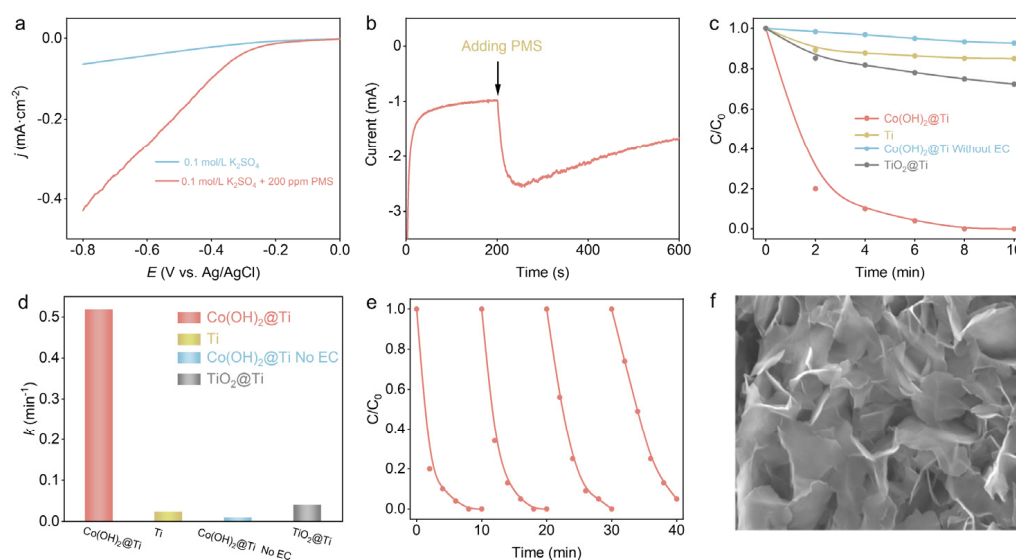 a
0.0
-0.2
-0.4
j (mA·cm⁻²)
0.1 mol/L K₂SO₄
0.1 mol/L K₂SO₄ + 200 ppm PMS
-0.8
-0.6
-0.4
-0.2
0.0
E (V vs. Ag/AgCl)
b
0
-1
-2
-3
Current (mA)
Adding PMS
0
200
400
600
Time (s)
c
1.0
0.8
0.6
0.4
0.2
0.0
C/C₀
Co(OH)₂@Ti
Ti
Co(OH)₂@Ti Without EC
TiO₂@Ti
0
2
4
6
8
10
Time (min)
d
0.5
0.4
0.3
0.2
0.1
0.0
k (min⁻¹)
Co(OH)₂@Ti
Ti
Co(OH)₂@Ti No EC
TiO₂@Ti
Co(OH)₂@Ti
Ti
Co(OH)₂@Ti No EC
TiO₂@Ti
e
1.0
0.8
0.6
0.4
0.2
0.0
C/C₀
0
10
20
30
40
Time (min)
f